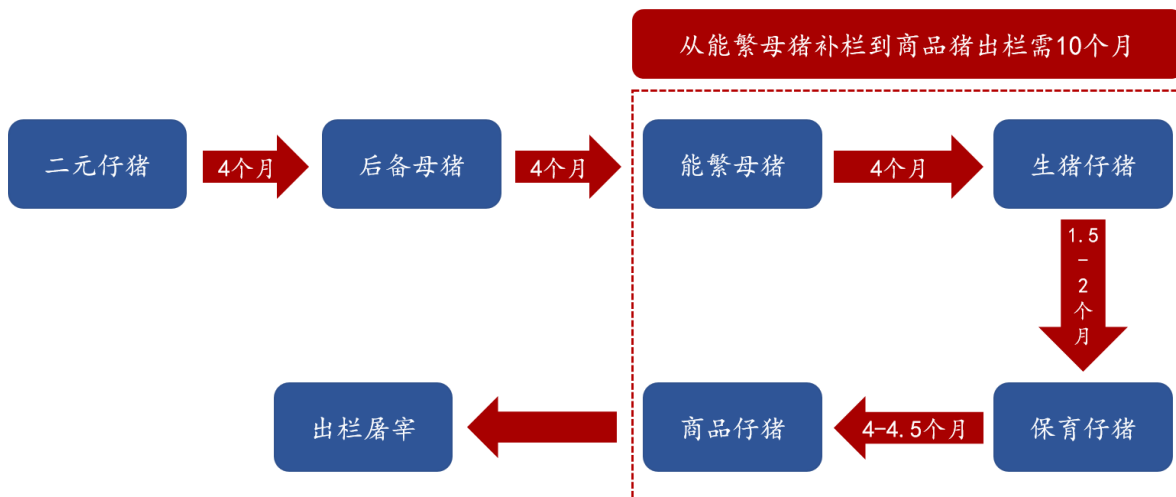 从能繁母猪补栏到商品猪出栏需10个月
二元仔猪
4个月
后备母猪
4个月
能繁母猪
4个月
生猪仔猪
1.5
-
2
个
月
保育仔猪
4-4.5个月
商品仔猪
出栏屠宰